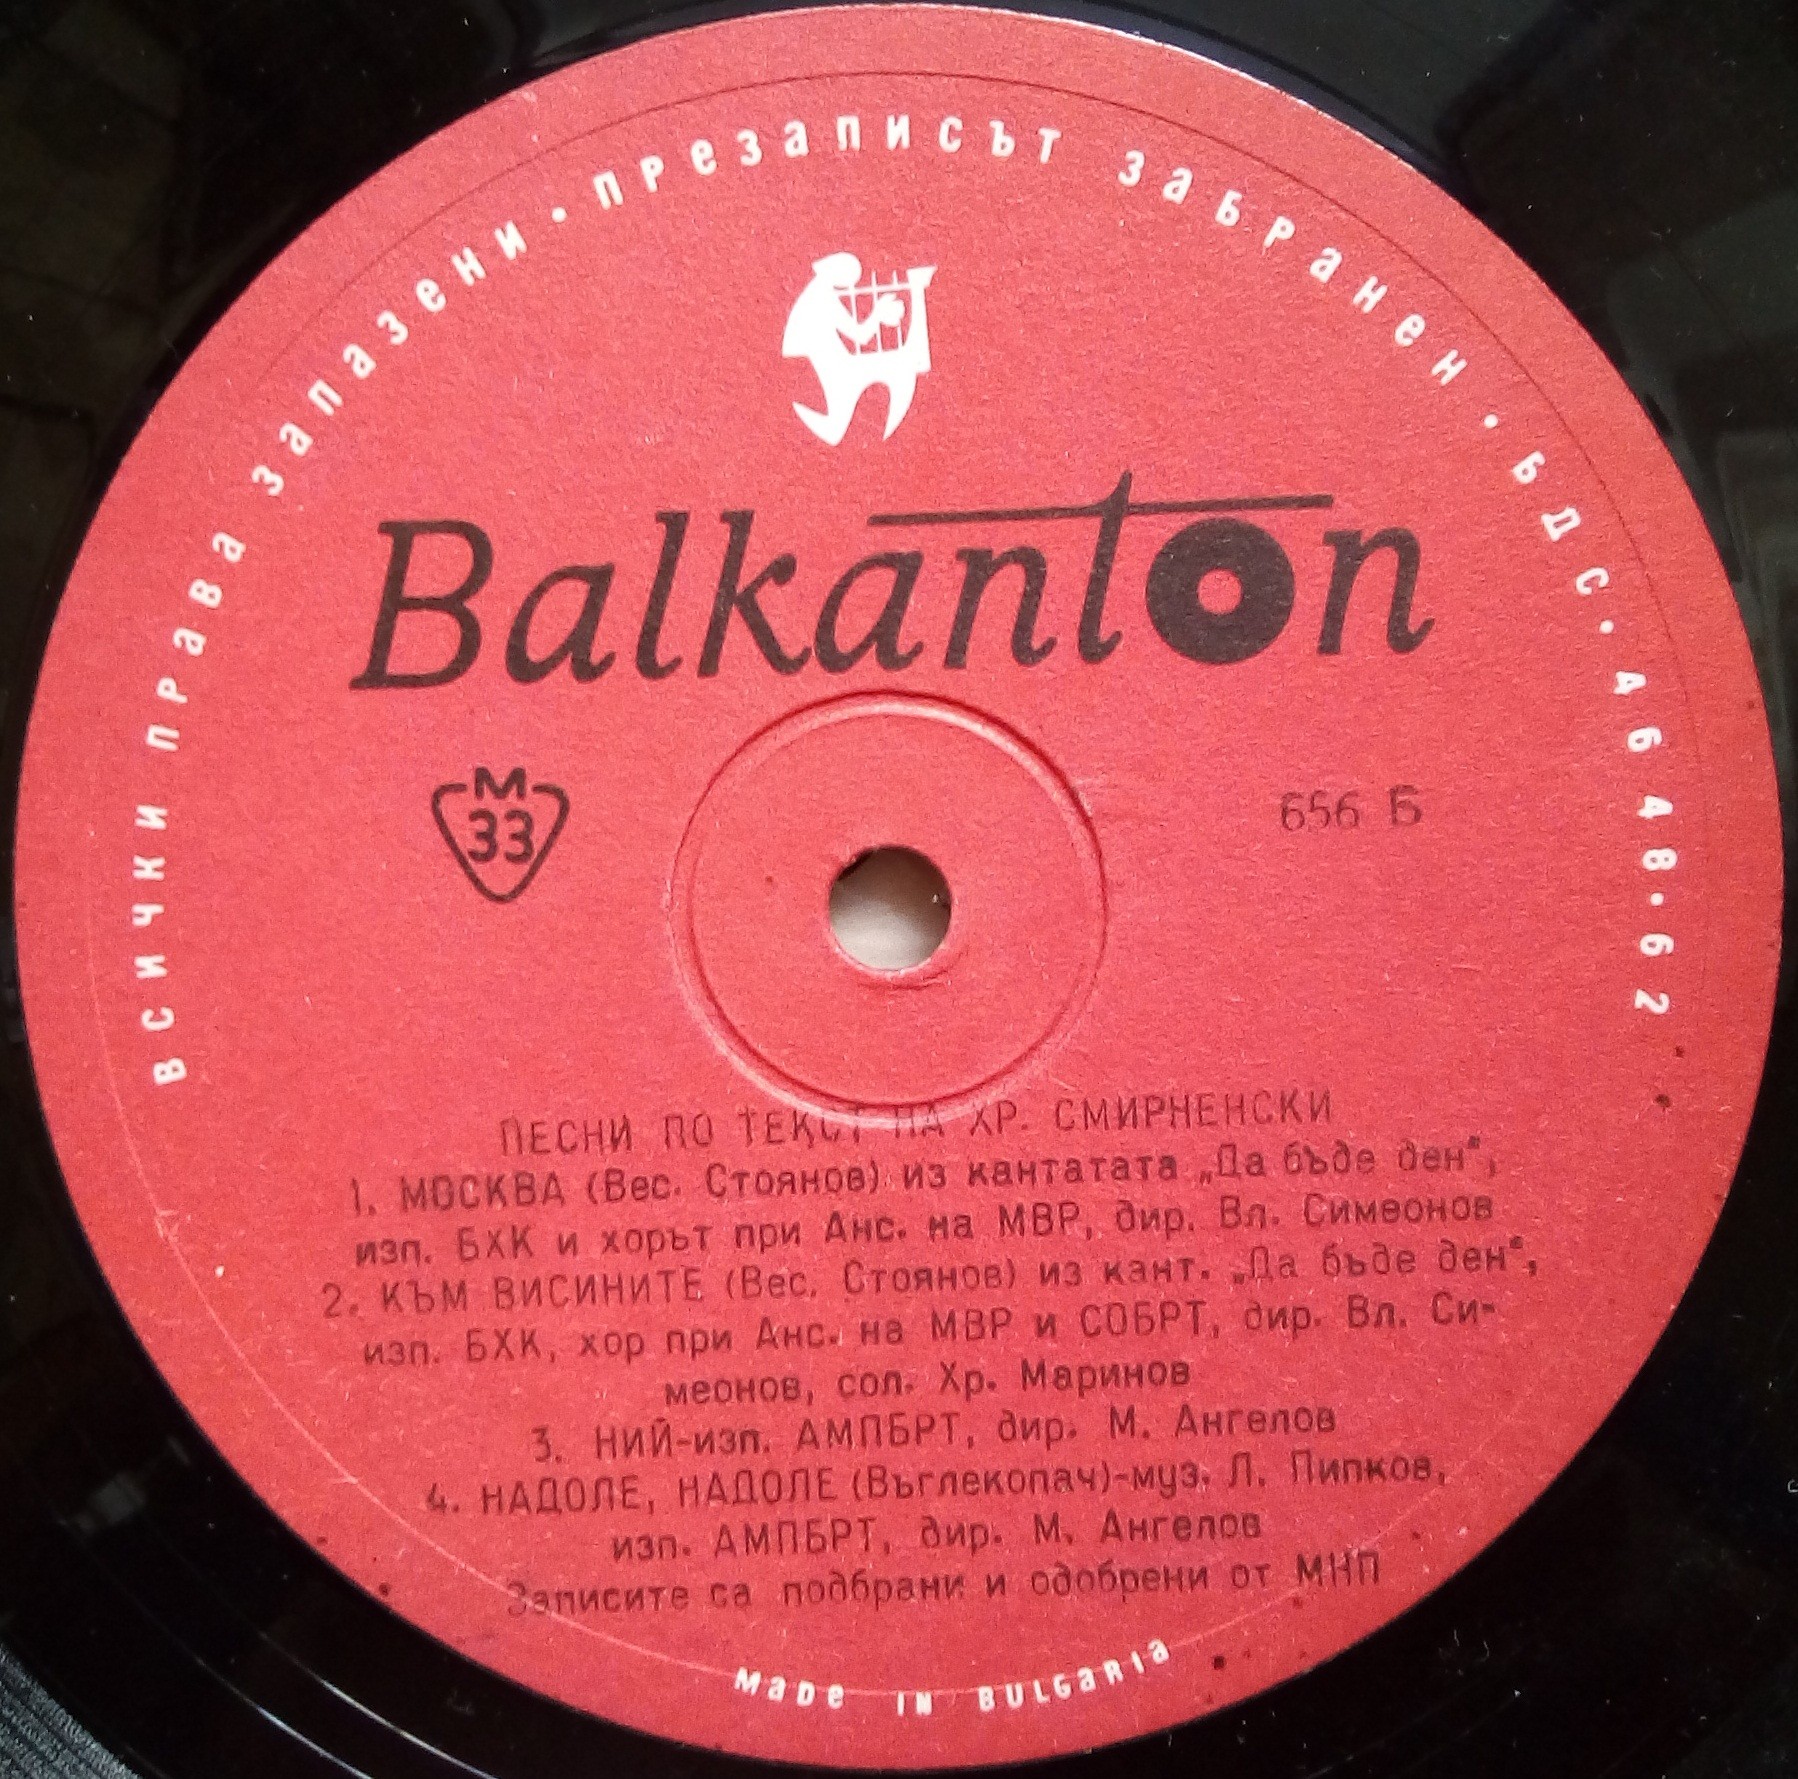 всички права запазени · презаписът забранен · БДС · 4648 · 62
Balkanton
М
33
656 Б
ПЕСНИ ПО ТЕКСТ НА ХР. СМИРНЕНСКИ
1. МОСКВА (Вес. Стоянов) из кантатата „Да бъде ден“,
изп. БХК и хорът при Анс. на МВР, дир. Вл. Симеонов
2. КЪМ ВИСИНИТЕ (Вес. Стоянов) из кант. „Да бъде ден“,
изп. БХК, хор при Анс. на МВР и СОБРТ, дир. Вл. Си-
меонов, сол. Хр. Маринов
3. НИЙ-изп. АМПБРТ, дир. М. Ангелов
4. НАДОЛЕ, НАДОЛЕ (Въглекопач)-муз. Л. Пипков,
изп. АМПБРТ, дир. М. Ангелов
Записите са подбрани и одобрени от МНП
MaDe IN BULGaRIa